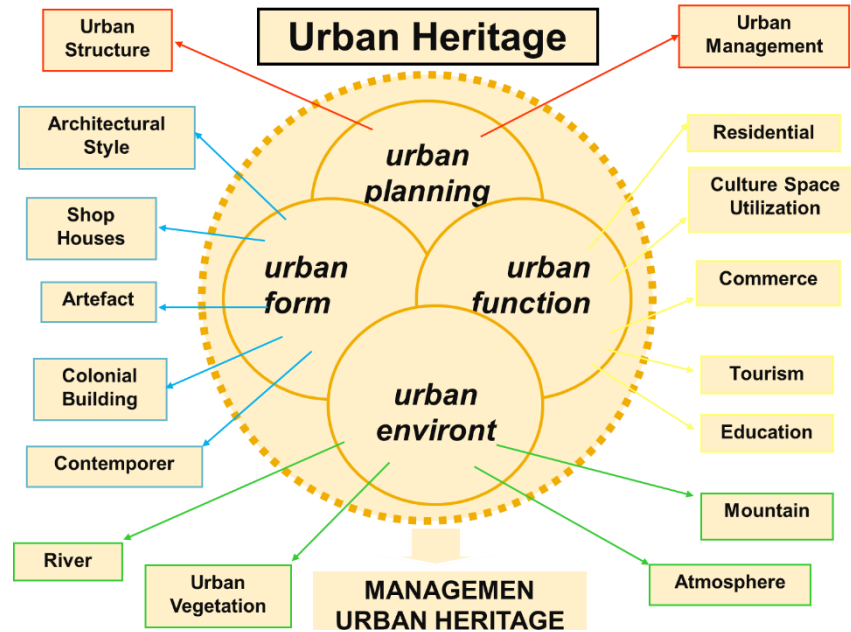 Urban
Structure
Urban Heritage
Urban
Management
Architectural
Style
Shop
Houses
Artefact
Colonial
Building
Contemporer
urban
planning
urban
form
urban
function
urban
environt
Residential
Culture Space
Utilization
Commerce
Tourism
Education
River
Urban
Vegetation
Mountain
Atmosphere
MANAGEMEN
URBAN HERITAGE